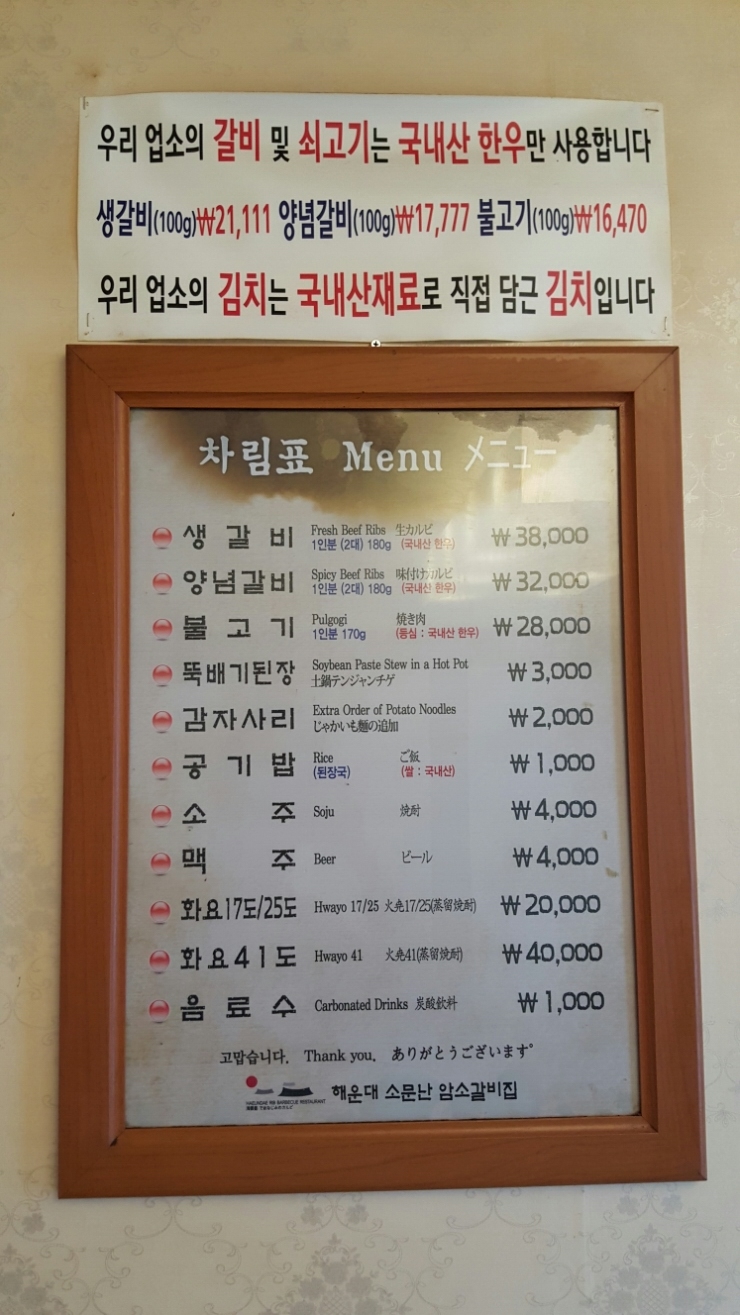 우리 업소의 갈비 및 쇠고기는 국내산 한우만 사용합니다
생갈비(100g)₩21,111 양념갈비(100g)₩17,777 불고기(100g)₩16,470
우리 업소의 김치는 국내산재료로 직접 담근 김치입니다
차림표 Menu メニュー
생갈비 Fresh Beef Ribs 生カルビ ₩38,000
1인분 (2대) 180g (국내산 한우)
양념갈비 Spicy Beef Ribs 味付けカルビ ₩32,000
1인분 (2대) 180g (국내산 한우)
불고기 Pulgogi 焼き肉 ₩28,000
1인분 170g (등심 : 국내산 한우)
뚝배기된장 Soybean Paste Stew in a Hot Pot ₩3,000
土鍋テンジャンチゲ
감자사리 Extra Order of Potato Noodles ₩2,000
じゃかいも麺の追加
공기밥 Rice ご飯 ₩1,000
(된장국) (쌀 : 국내산)
소주 Soju 焼酎 ₩4,000
맥주 Beer ビール ₩4,000
화요17도/25도 Hwayo 17/25 火尭17/25(蒸留焼酎) ₩20,000
화요41도 Hwayo 41 火尭41(蒸留焼酎) ₩40,000
음료수 Carbonated Drinks 炭酸飲料 ₩1,000
고맙습니다. Thank you. ありがとうございます°
해운대 소문난 암소갈비집
HAEUNDAE RIB BARBECUE RESTAURANT